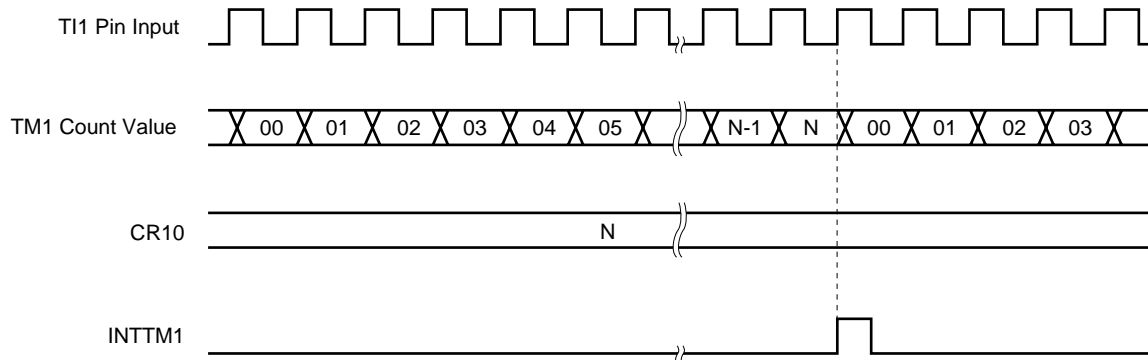 TI1 Pin Input
TM1 Count Value 00 01 02 03 04 05 N-1 N 00 01 02 03
CR10 N
INTTM1